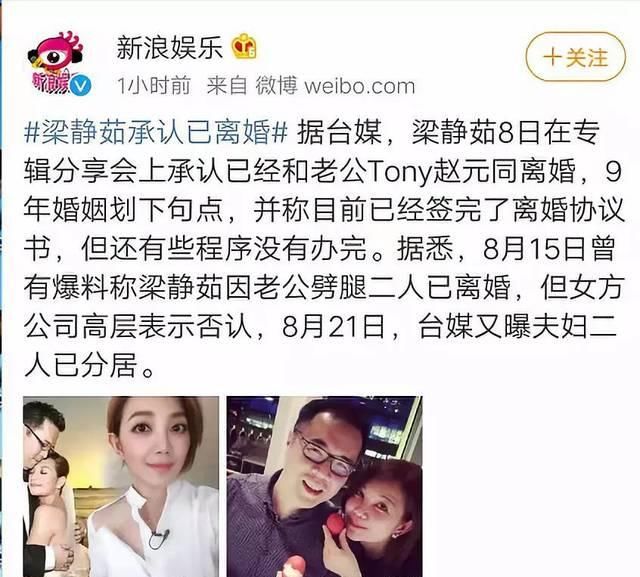 新浪娱乐
+关注
1小时前 来自 微博 weibo.com
#梁静茹承认已离婚# 据台媒，梁静茹8日在专
辑分享会上承认已经和老公Tony赵元同离婚，9
年婚姻划下句点，并称目前已经签完了离婚协议
书，但还有些程序没有办完。据悉，8月15日曾
有爆料称梁静茹因老公劈腿二人已离婚，但女方
公司高层表示否认，8月21日，台媒又曝夫妇二
人已分居。